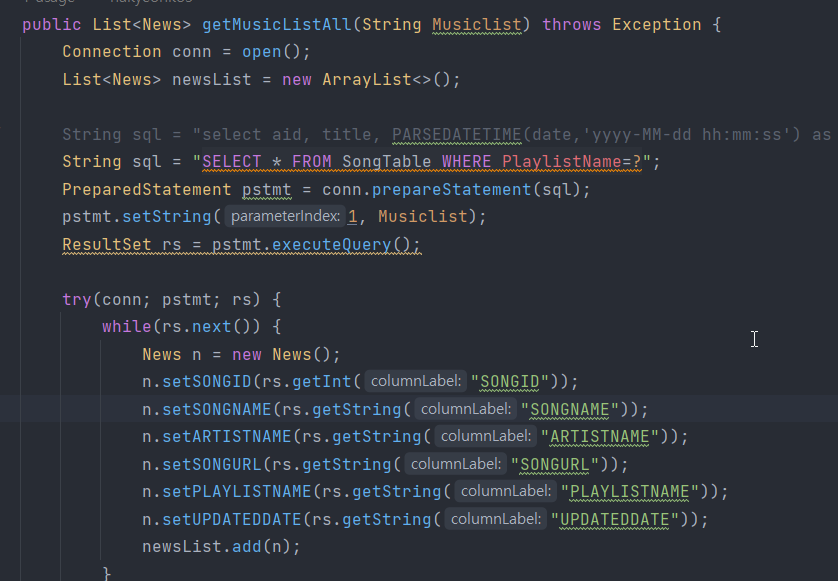 public List<News> getMusicListAll(String Musiclist) throws Exception {
Connection conn = open();
List<News> newsList = new ArrayList<>();
String sql = "select aid, title, PARSEDATETIME(date,'yyyy-MM-dd hh:mm:ss') as
String sql = "SELECT * FROM SongTable WHERE PlaylistName=?";
PreparedStatement pstmt = conn.prepareStatement(sql);
pstmt.setString( parameterIndex: 1, Musiclist);
ResultSet rs = pstmt.executeQuery();
try(conn; pstmt; rs) {
while(rs.next()) {
News n = new News();
n.setSONGID(rs.getInt( columnLabel: "SONGID"));
n.setSONGNAME(rs.getString( columnLabel: "SONGNAME"));
n.setARTISTNAME(rs.getString( columnLabel: "ARTISTNAME"));
n.setSONGURL(rs.getString( columnLabel: "SONGURL"));
n.setPLAYLISTNAME(rs.getString( columnLabel: "PLAYLISTNAME"));
n.setUPDATEDDATE(rs.getString( columnLabel: "UPDATEDDATE"));
newsList.add(n);
}